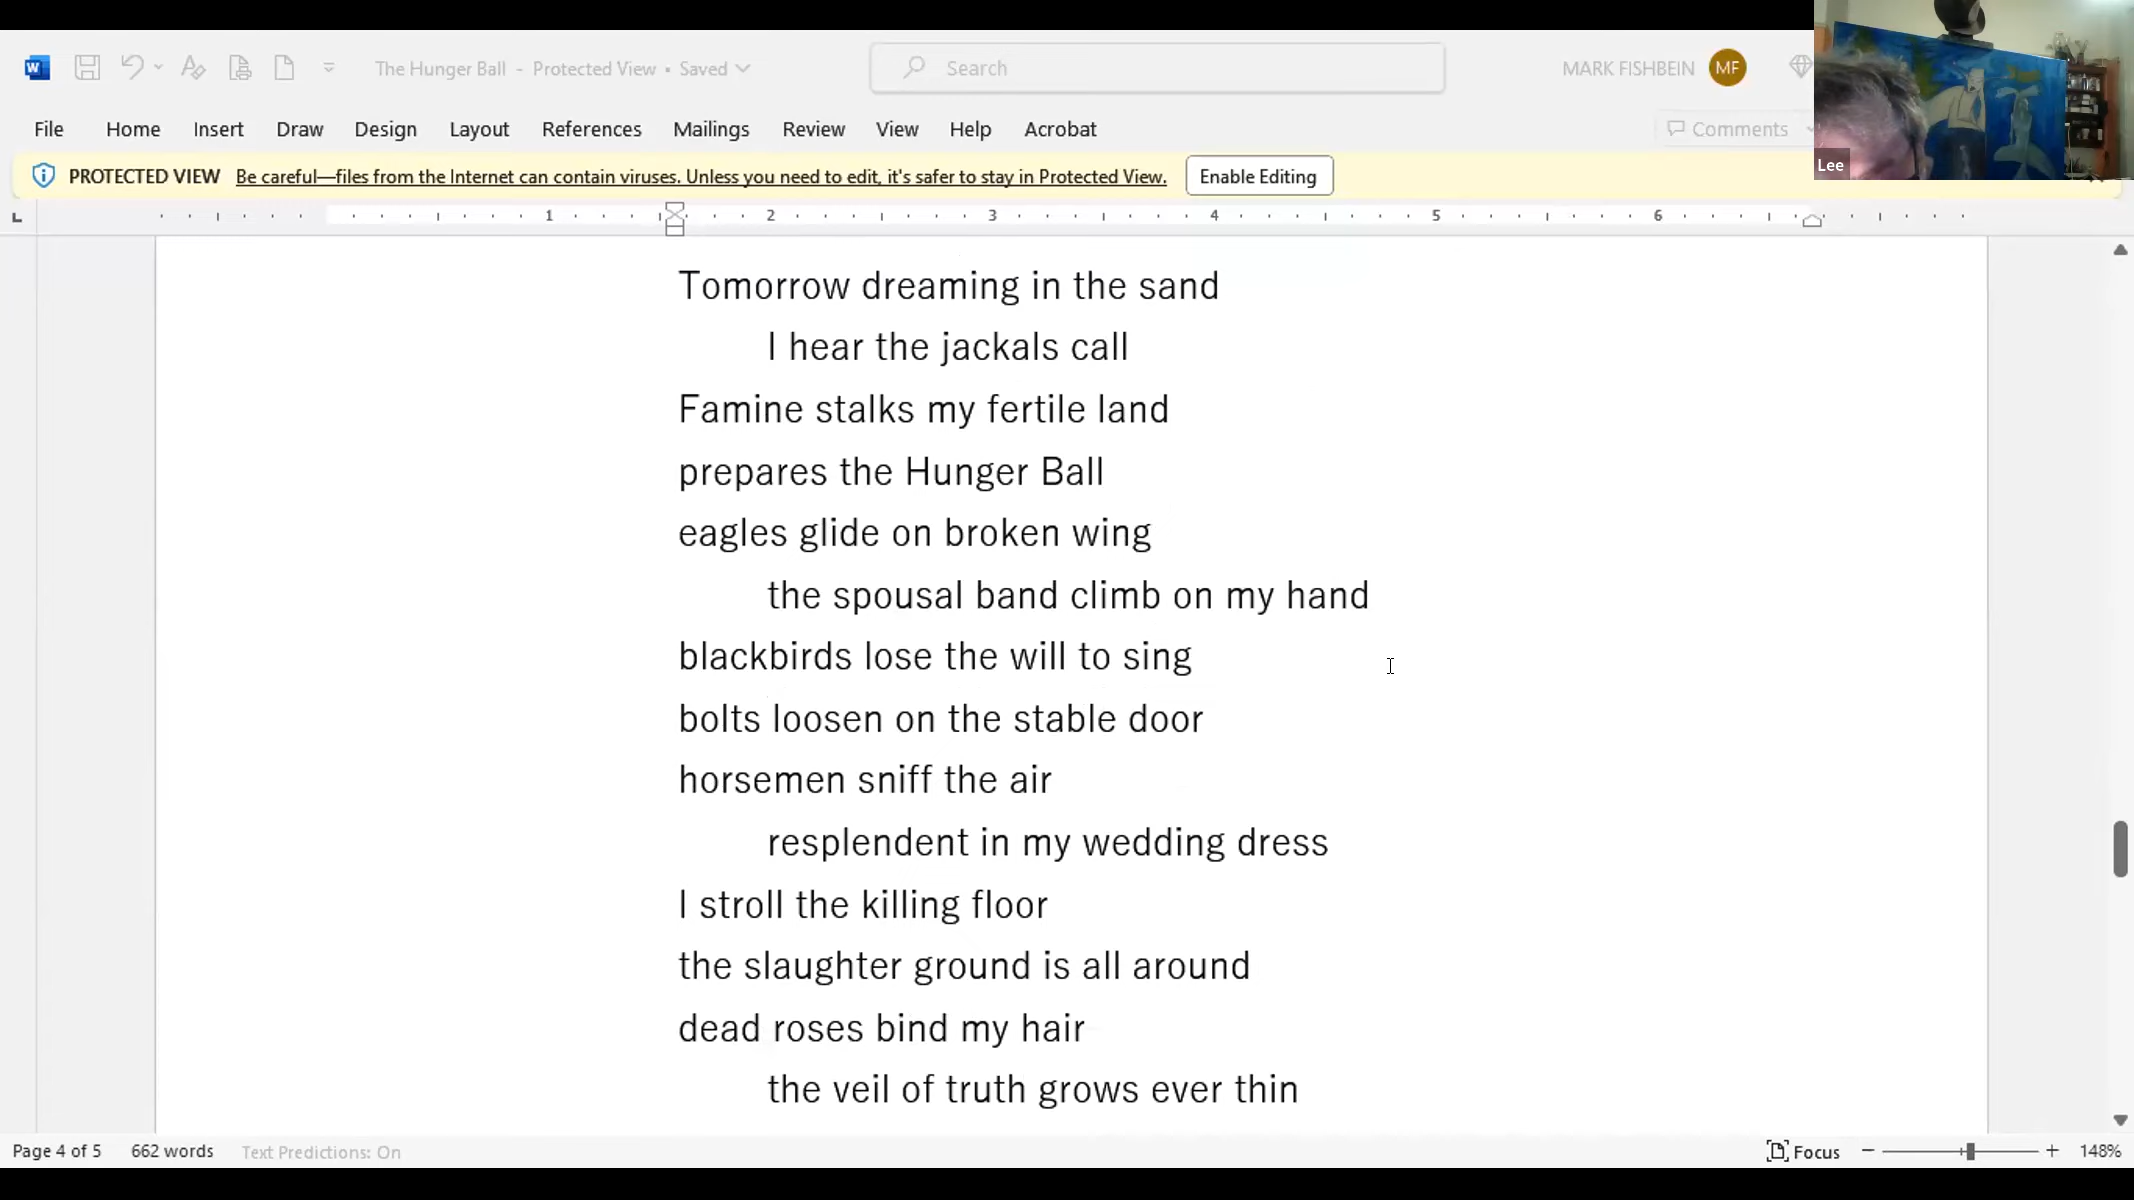 The Hunger Ball - Protected View • Saved
Search
MARK FISHBEIN MF
File Home Insert Draw Design Layout References Mailings Review View Help Acrobat
Comments
Lee
PROTECTED VIEW Be careful—files from the Internet can contain viruses. Unless you need to edit, it's safer to stay in Protected View. Enable Editing
1 2 3 4 5 6
Tomorrow dreaming in the sand
I hear the jackals call
Famine stalks my fertile land
prepares the Hunger Ball
eagles glide on broken wing
the spousal band climb on my hand
blackbirds lose the will to sing
bolts loosen on the stable door
horsemen sniff the air
resplendent in my wedding dress
I stroll the killing floor
the slaughter ground is all around
dead roses bind my hair
the veil of truth grows ever thin
Page 4 of 5 662 words Text Predictions: On Focus 148%